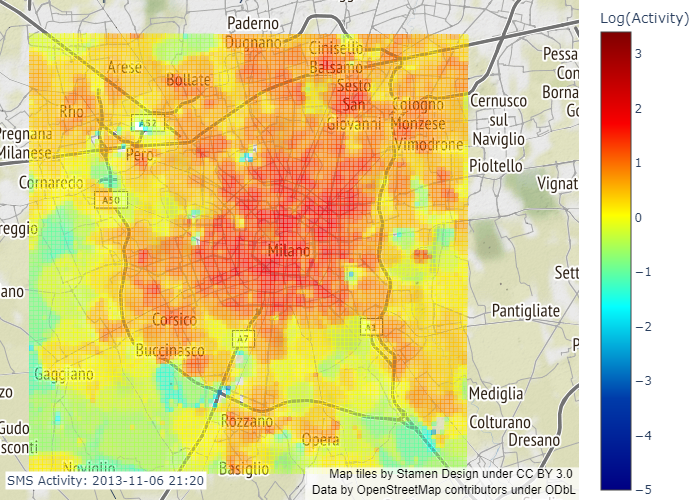 Log(Activity)
3
2
1
0
−1
−2
−3
−4
−5
Paderno
Dugnano
Cinisello
Balsamo
Arese
Bollate
Sesto
San
Giovanni
Cologno
Monzese
Pessa
Con
Borna
Go
Cernusco
sul
Naviglio
Rho
A52
Pregnana
Milanese
Pero
Vimodrone
Pioltello
Cornaredo
Vignat
A50
reggio
Milano
Sett
ano
Corsico
Pantigliate
A7
A1
Buccinasco
P
Gaggiano
zo
Mediglia
Rozzano
Colturano
Gudo
sconti
Opera
Dresano
Noviglio
Basiglio
SMS Activity: 2013-11-06 21:20
Map tiles by Stamen Design under CC BY 3.0
Data by OpenStreetMap contributors under ODbL